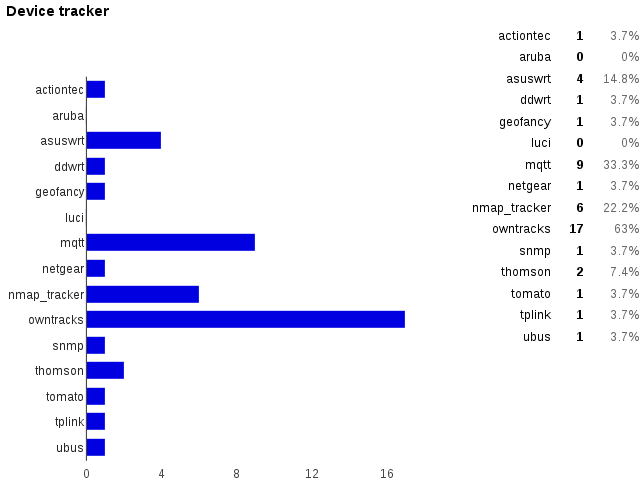 Device tracker
actiontec 1 3.7%
aruba 0 0%
asuswrt 4 14.8%
ddwrt 1 3.7%
geofancy 1 3.7%
luci 0 0%
mqtt 9 33.3%
netgear 1 3.7%
nmap_tracker 6 22.2%
owntracks 17 63%
snmp 1 3.7%
thomson 2 7.4%
tomato 1 3.7%
tplink 1 3.7%
ubus 1 3.7%
actiontec
aruba
asuswrt
ddwrt
geofancy
luci
mqtt
netgear
nmap_tracker
owntracks
snmp
thomson
tomato
tplink
ubus
0 4 8 12 16